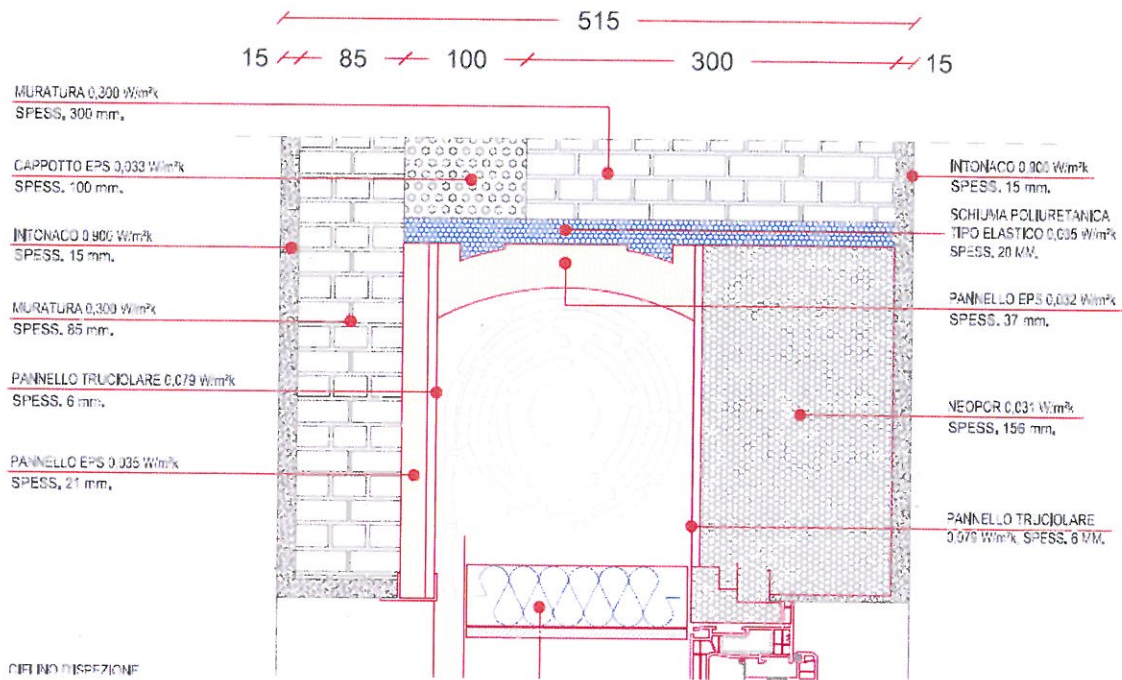 515
15 85 100 300 15
MURATURA 0,300 W/m²k
SPESS. 300 mm.
CAPPOTTO EPS 0,033 W/m²k
SPESS. 100 mm.
INTONACO 0,900 W/m²k
SPESS. 15 mm.
MURATURA 0,300 W/m²k
SPESS. 85 mm.
PANNELLO TRUCIOLARE 0,079 W/m²k
SPESS. 6 mm.
PANNELLO EPS 0,035 W/m²k
SPESS. 21 mm.
INTONACO 0,900 W/m²k
SPESS. 15 mm.
SCHIUMA POLIURETANICA
TIPO ELASTICO 0,035 W/m²k
SPESS. 20 MM.
PANNELLO EPS 0,032 W/m²k
SPESS. 37 mm.
NEOPOR 0,031 W/m²k
SPESS. 156 mm.
PANNELLO TRUCIOLARE
0,079 W/m²k, SPESS. 6 MM.